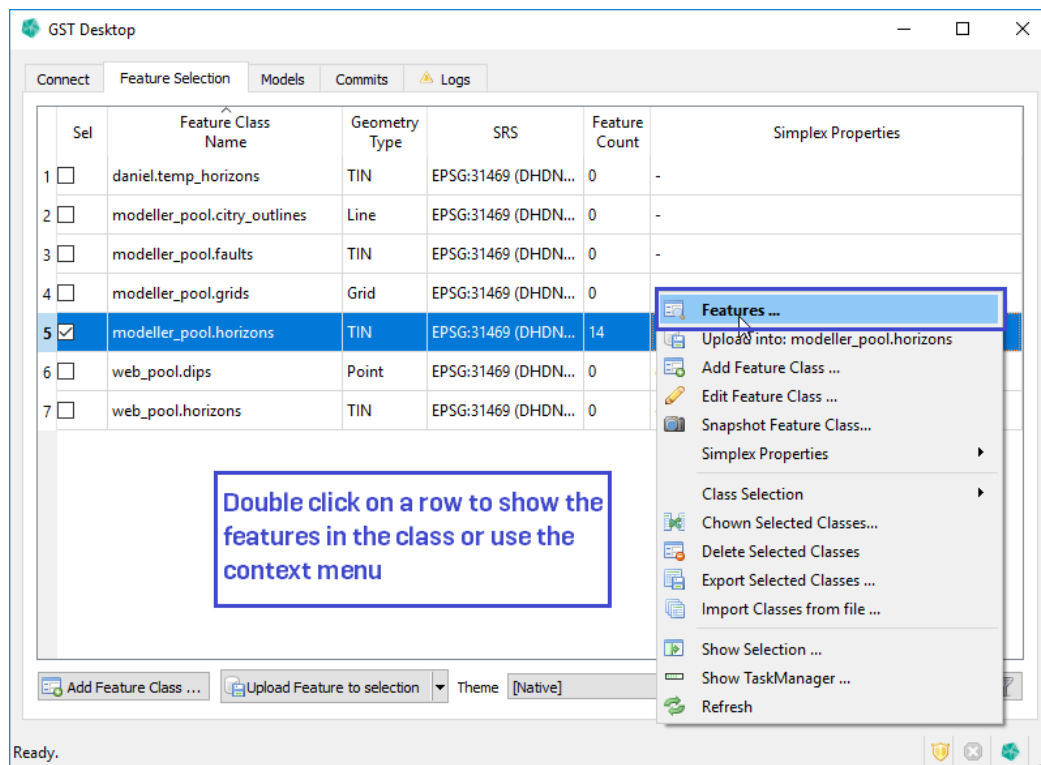 GST Desktop
Connect Feature Selection Models Commits Logs
Sel Feature Class Name Geometry Type SRS Feature Count Simplex Properties
1 daniel.temp_horizons TIN EPSG:31469 (DHDN... 0 -
2 modeller_pool.citry_outlines Line EPSG:31469 (DHDN... 0 -
3 modeller_pool.faults TIN EPSG:31469 (DHDN... 0 -
4 modeller_pool.grids Grid EPSG:31469 (DHDN... 0
5 modeller_pool.horizons TIN EPSG:31469 (DHDN... 14
6 web_pool.dips Point EPSG:31469 (DHDN... 0
7 web_pool.horizons TIN EPSG:31469 (DHDN... 0
Features ...
Upload into: modeller_pool.horizons
Add Feature Class ...
Edit Feature Class ...
Snapshot Feature Class...
Simplex Properties
Class Selection
Chown Selected Classes...
Delete Selected Classes
Export Selected Classes ...
Import Classes from file ...
Show Selection ...
Show TaskManager ...
Refresh
Double click on a row to show the
features in the class or use the
context menu
Add Feature Class ... Upload Feature to selection Theme [Native]
Ready.